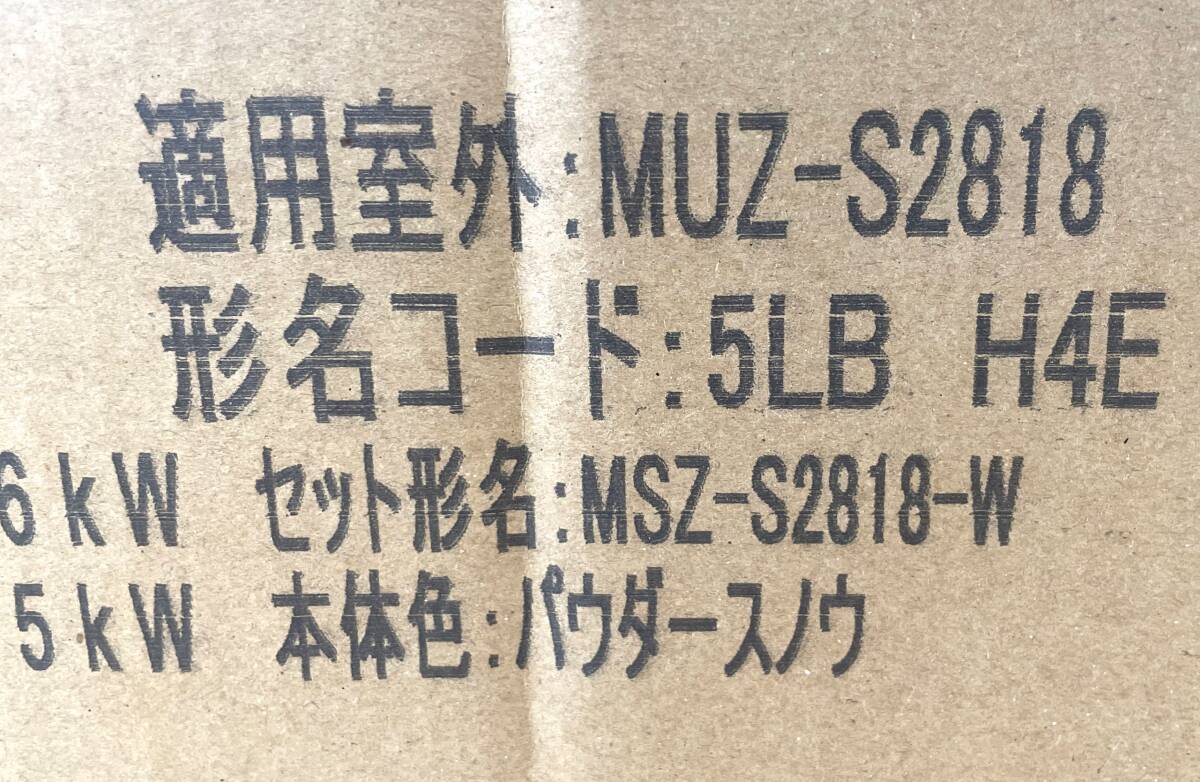 適用室外:MUZ-S2818
形名コード:5LB H4E
6kW セット形名:MSZ-S2818-W
5kW 本体色:パウダースノウ